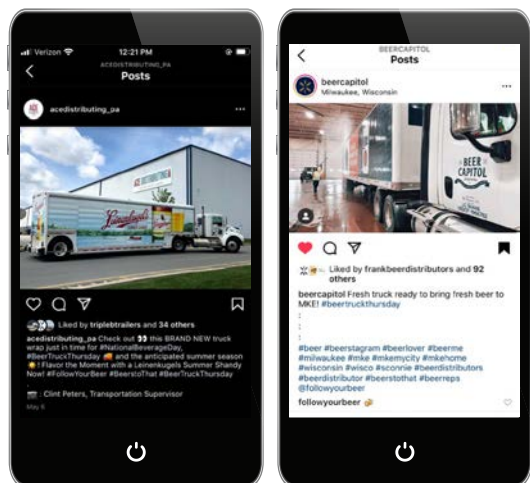 Verizon 12:21 PM
ACEDISTRIBUTING_PA
Posts
acedistributing_pa
Leinenkugel's
Liked by triplebtrailers and 34 others
acedistributing_pa Check out 👀 this BRAND NEW truck
wrap just in time for #NationalBeverageDay,
#BeerTruckThursday 🚚 and the anticipated summer season
☀️! Flavor the Moment with a Leinenkugels Summer Shandy
Now! #FollowYourBeer #BeerstoThat #BeerTruckThursday
📷 : Clint Peters, Transportation Supervisor
May 6
BEERCAPITOL
Posts
beercapitol
Milwaukee, Wisconsin
BEER
CAPITOL
Liked by frankbeerdistributors and 92
others
beercapitol Fresh truck ready to bring fresh beer to
MKE! #beertruckthursday
:
:
:
#beer #beerstagram #beerlover #beerme
#milwaukee #mke #mkemycity #mkehome
#wisconsin #wisco #sconnie #beerdistributors
#beerdistributor #beerstothat #beerreps
@followyourbeer
followyourbeer 🍻